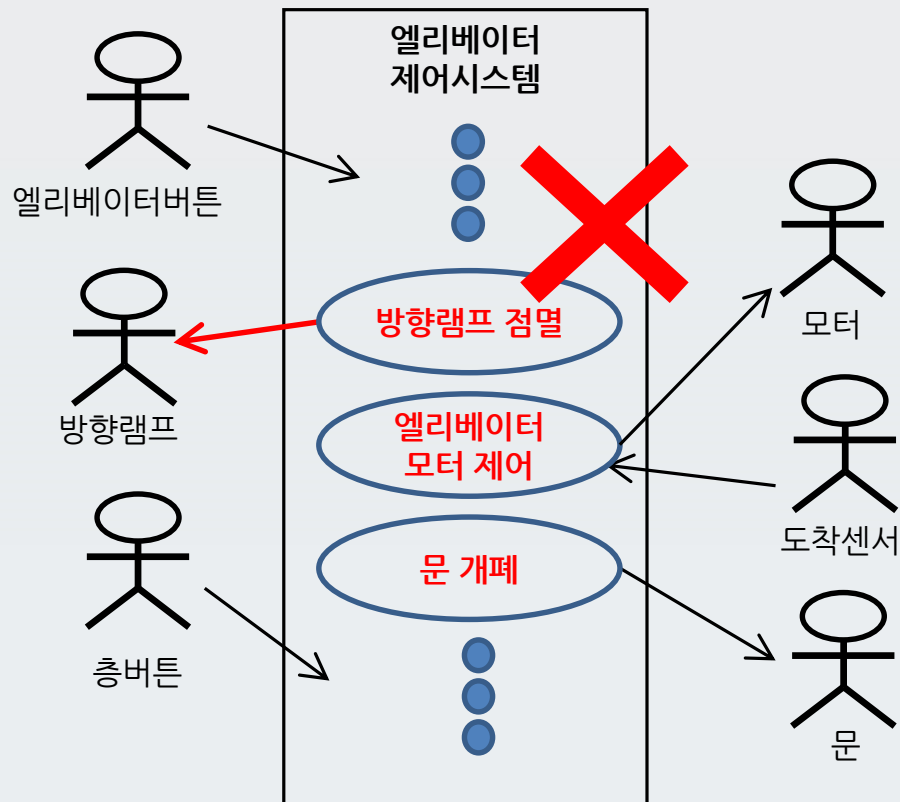 엘리베이터
제어시스템
엘리베이터버튼
방향램프 점멸
모터
방향램프
엘리베이터
모터 제어
도착센서
문 개폐
층버튼
문